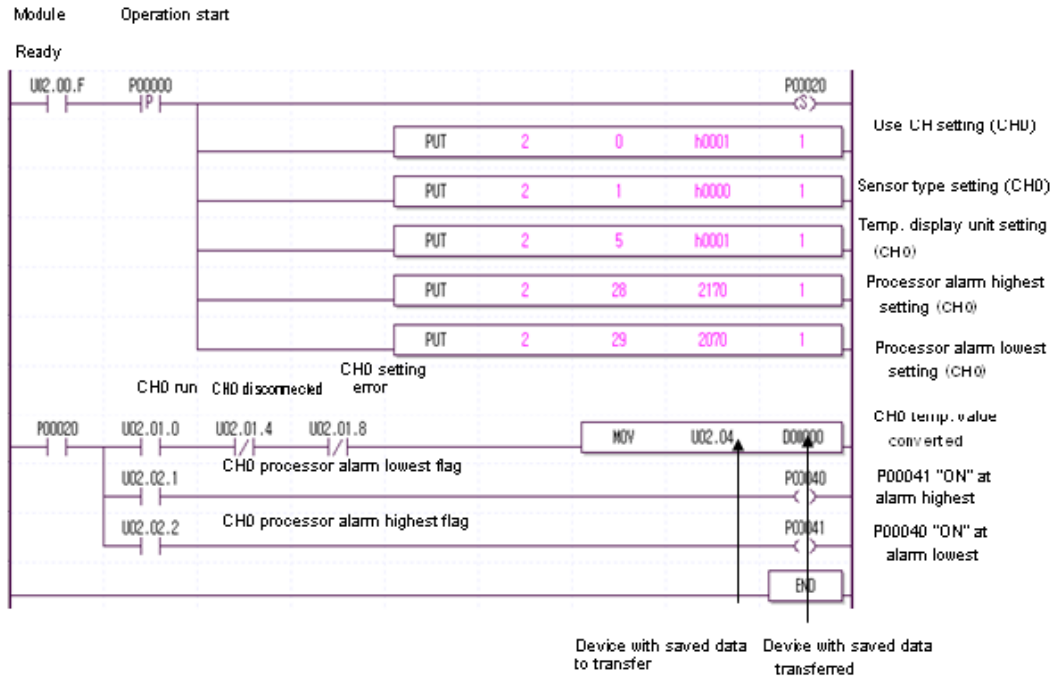 Module Operation start
Ready
U02.00.F P00000 P00020
P (S)
PUT 2 0 h0001 1
Use CH setting (CH0)
PUT 2 1 h0000 1
Sensor type setting (CH0)
PUT 2 5 h0001 1
Temp. display unit setting
(CH0)
PUT 2 28 2170 1
Processor alarm highest
setting (CH0)
PUT 2 29 2070 1
Processor alarm lowest
setting (CH0)
CH0 run CH0 disconnected CH0 setting
error
P00020 U02.01.0 U02.01.4 U02.01.8 MOV U02.04 D00000
CH0 temp. value
converted
CH0 processor alarm lowest flag
U02.02.1 P00040
P00041 "ON" at
alarm highest
CH0 processor alarm highest flag
U02.02.2 P00041
P00040 "ON" at
alarm lowest
END
Device with saved data
to transfer
Device with saved data
transferred